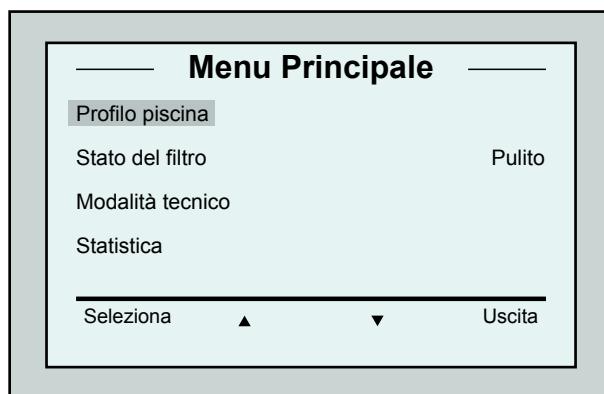 Menu Principale
Profilo piscina
Stato del filtro Pulito
Modalità tecnico
Statistica
Seleziona ▲ ▼ Uscita